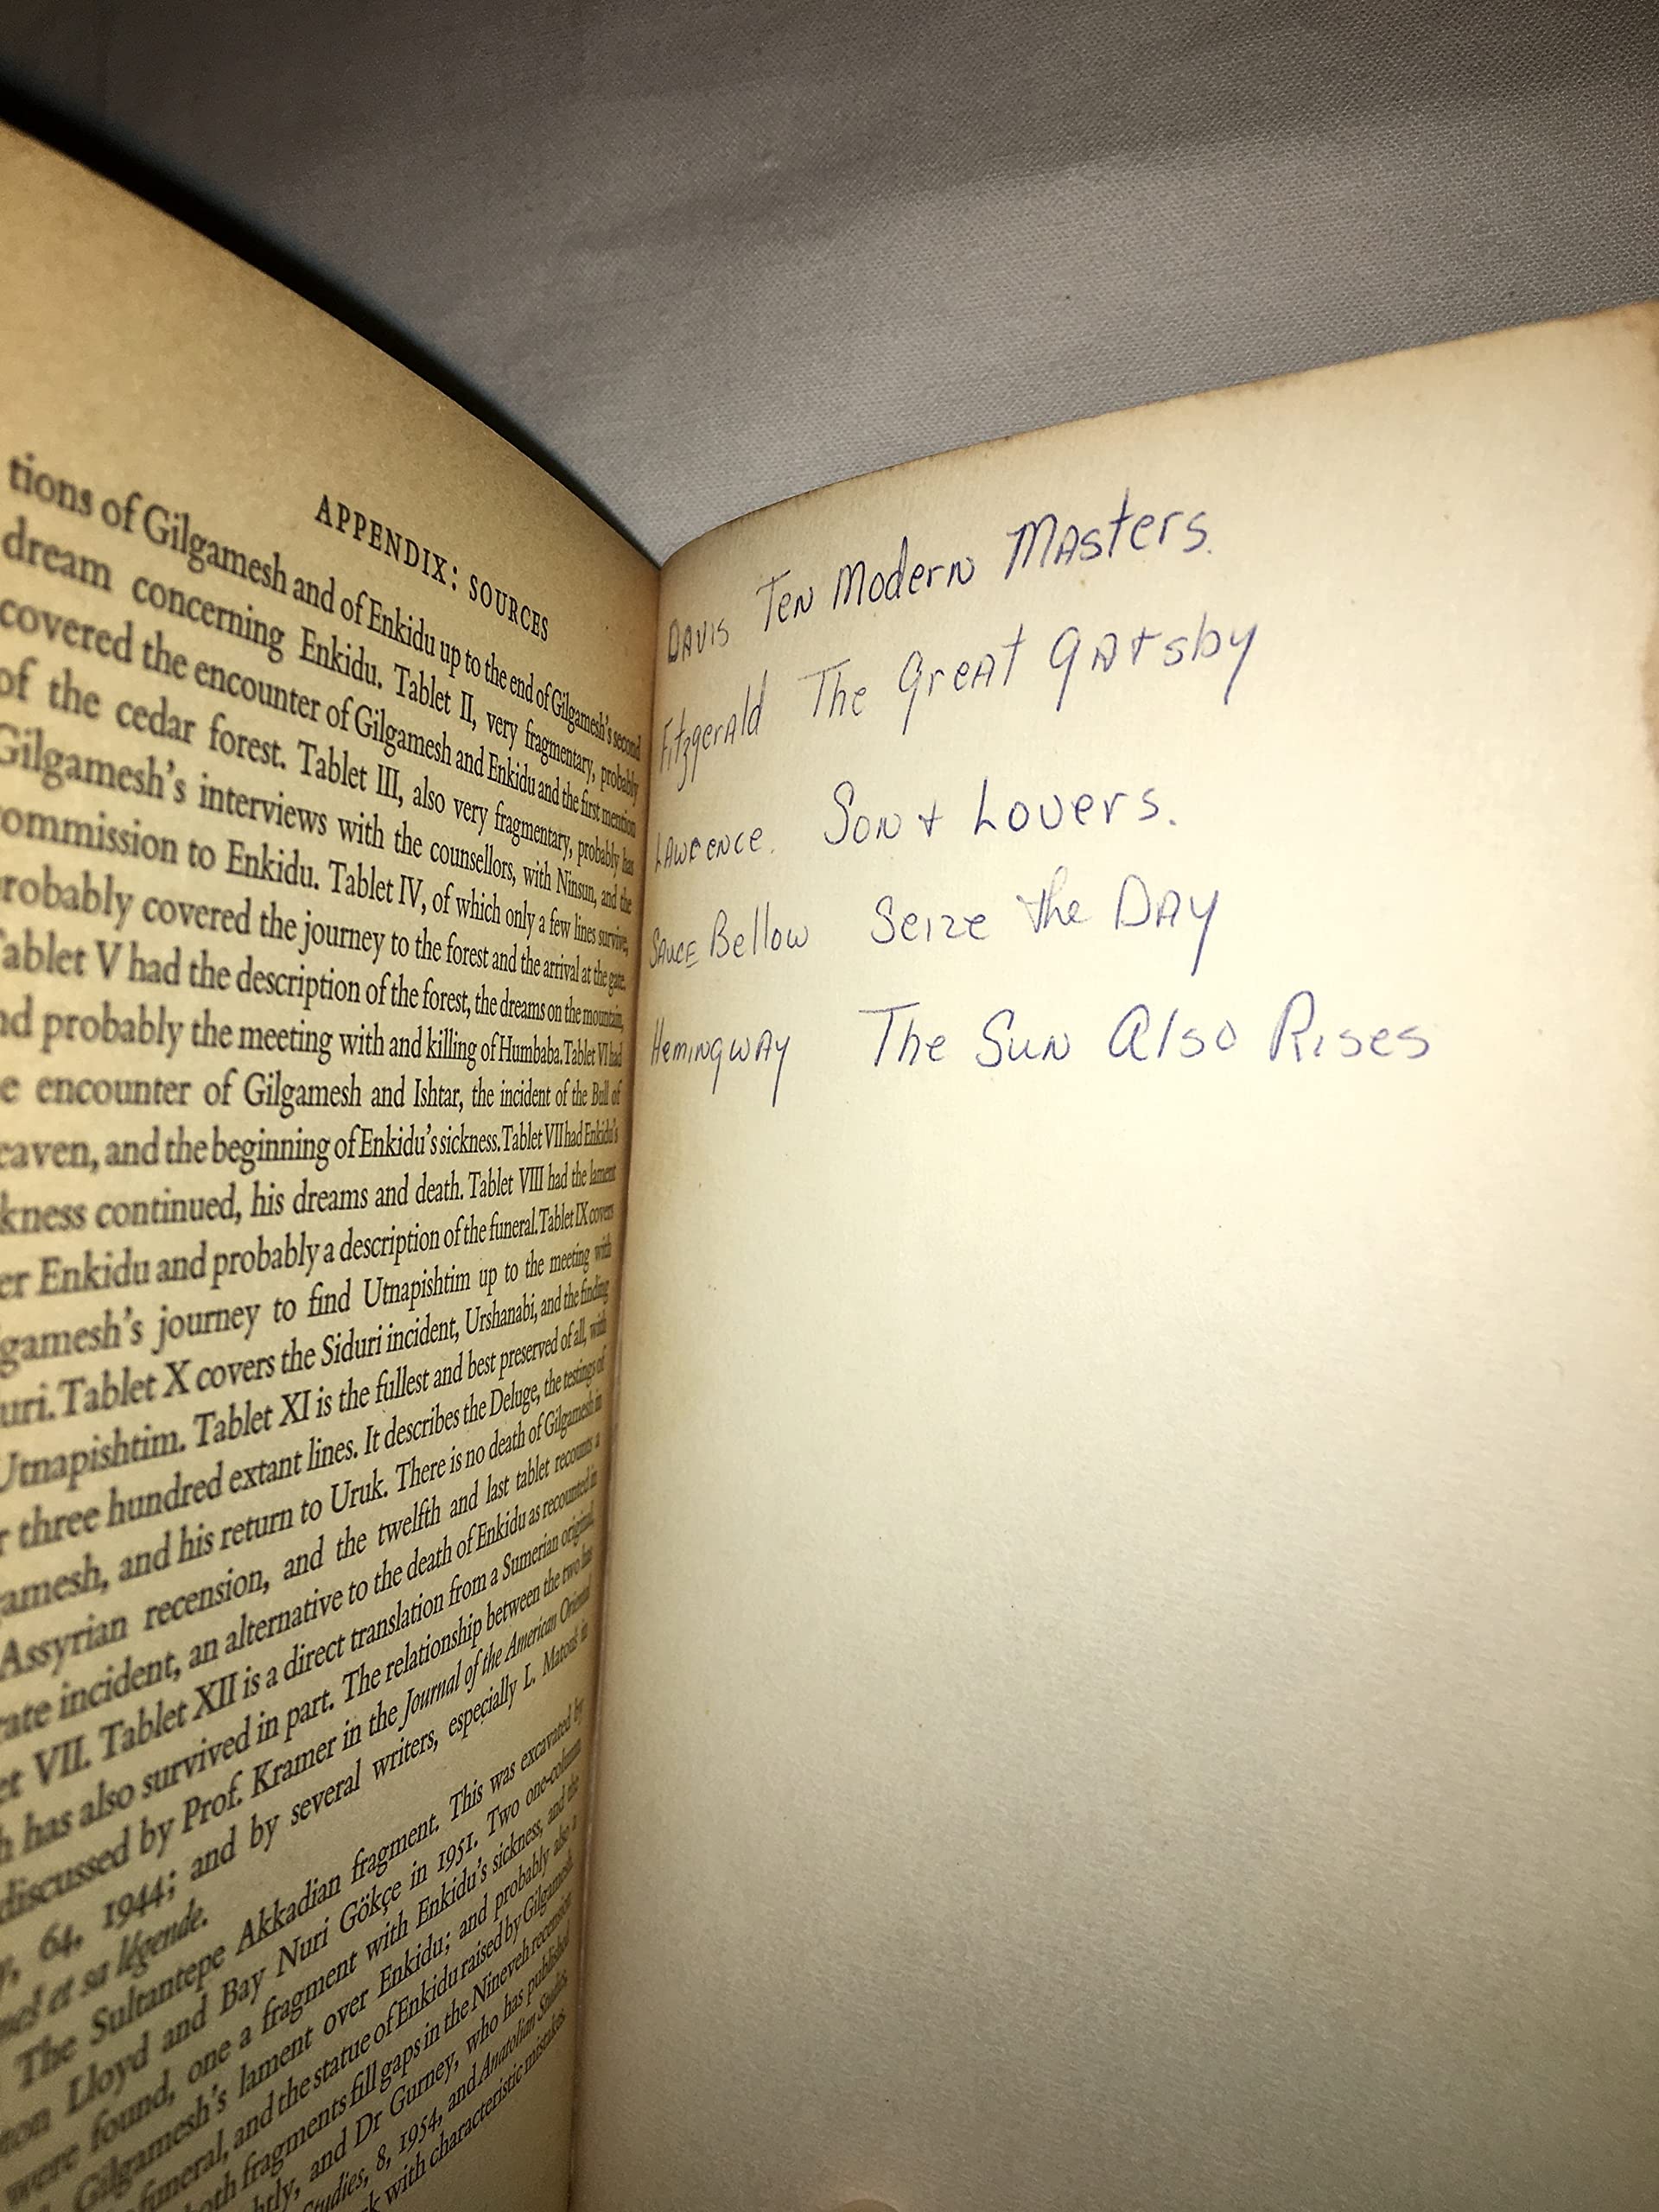 APPENDIX: SOURCES
tions of Gilgamesh and of Enkidu up to the end of Gilgamesh's second
dream concerning Enkidu. Tablet II, very fragmentary, probably
covered the encounter of Gilgamesh and Enkidu and the first mention
of the cedar forest. Tablet III, also very fragmentary, probably has
Gilgamesh's interviews with the counsellors, with Ninsun, and the
ommission to Enkidu. Tablet IV, of which only a few lines survive,
robably covered the journey to the forest and the arrival at the gate.
ablet V had the description of the forest, the dreams on the mountain,
nd probably the meeting with and killing of Humbaba. Tablet VI had
e encounter of Gilgamesh and Ishtar, the incident of the Bull of
eaven, and the beginning of Enkidu's sickness. Tablet VII had Enkidu's
kness continued, his dreams and death. Tablet VIII had the lament
er Enkidu and probably a description of the funeral. Tablet IX covers
gamesh's journey to find Utnapishtim up to the meeting with
uri. Tablet X covers the Siduri incident, Urshanabi, and the finding
Utnapishtim. Tablet XI is the fullest and best preserved of all, with
r three hundred extant lines. It describes the Deluge, the testings of
gamesh, and his return to Uruk. There is no death of Gilgamesh in
Assyrian recension, and the twelfth and last tablet recounts a
rate incident, an alternative to the death of Enkidu as recounted in
et VII. Tablet XII is a direct translation from a Sumerian original,
h has also survived in part. The relationship between the two has
discussed by Prof. Kramer in the Journal of the American Oriental
y, 64, 1944; and by several writers, especially L. Matouš in
meš et sa légende.
The Sultantepe Akkadian fragment. This was excavated by
ton Lloyd and Bay Nuri Gökçe in 1951. Two one-column
were found, one a fragment with Enkidu's sickness, and the
Gilgamesh's lament over Enkidu; and probably also a
funeral, and the statue of Enkidu raised by Gilgamesh.
oth fragments fill gaps in the Nineveh recension
htly, and Dr Gurney, who has published
Studies, 8, 1954, and Anatolian Studies,
k with characteristic mistakes
DAVIS Ten Modern Masters.
Fitzgerald The Great Gatsby
Lawrence. Son + Lovers.
Sauce Bellow Seize the Day
Hemingway The Sun Also Rises